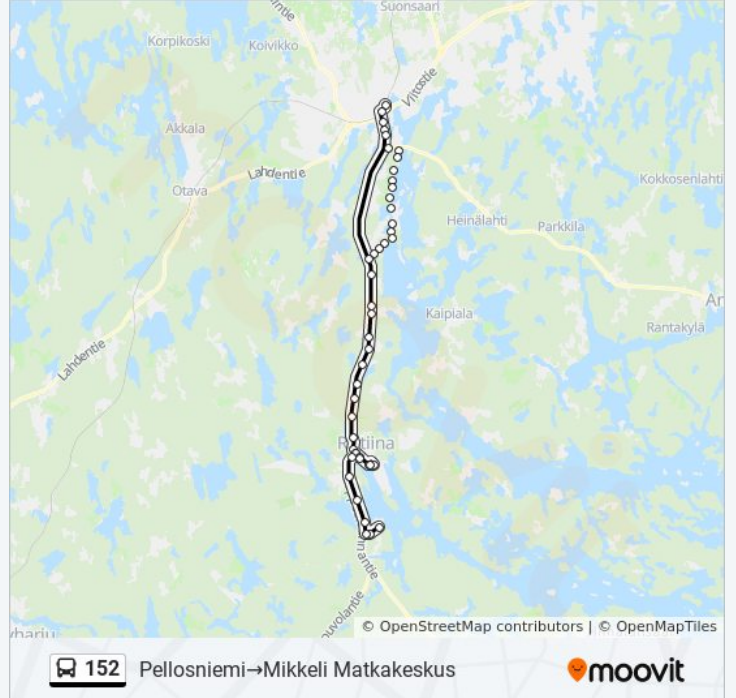 Suonsaari
Korpikoski
Koivikko
Viitostie
Akkala
Lahdentie
Otava
Kokkosenlahti
Heinälahti
Parkkila
Kaipiala
Rantakylä
Lahdentie
© OpenStreetMap contributors | © OpenMapTiles
152 Pellosniemi→Mikkeli Matkakeskus moovit